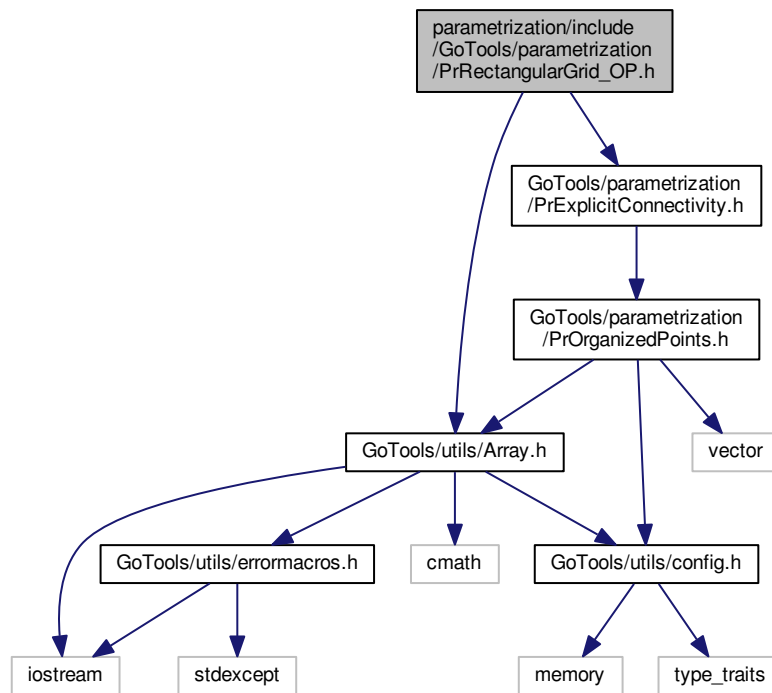 parametrization/include
/GoTools/parametrization
/PrRectangularGrid_OP.h
GoTools/parametrization
/PrExplicitConnectivity.h
GoTools/parametrization
/PrOrganizedPoints.h
GoTools/utils/Array.h
vector
GoTools/utils/errormacros.h
cmath
GoTools/utils/config.h
iostream
stdexcept
memory
type_traits